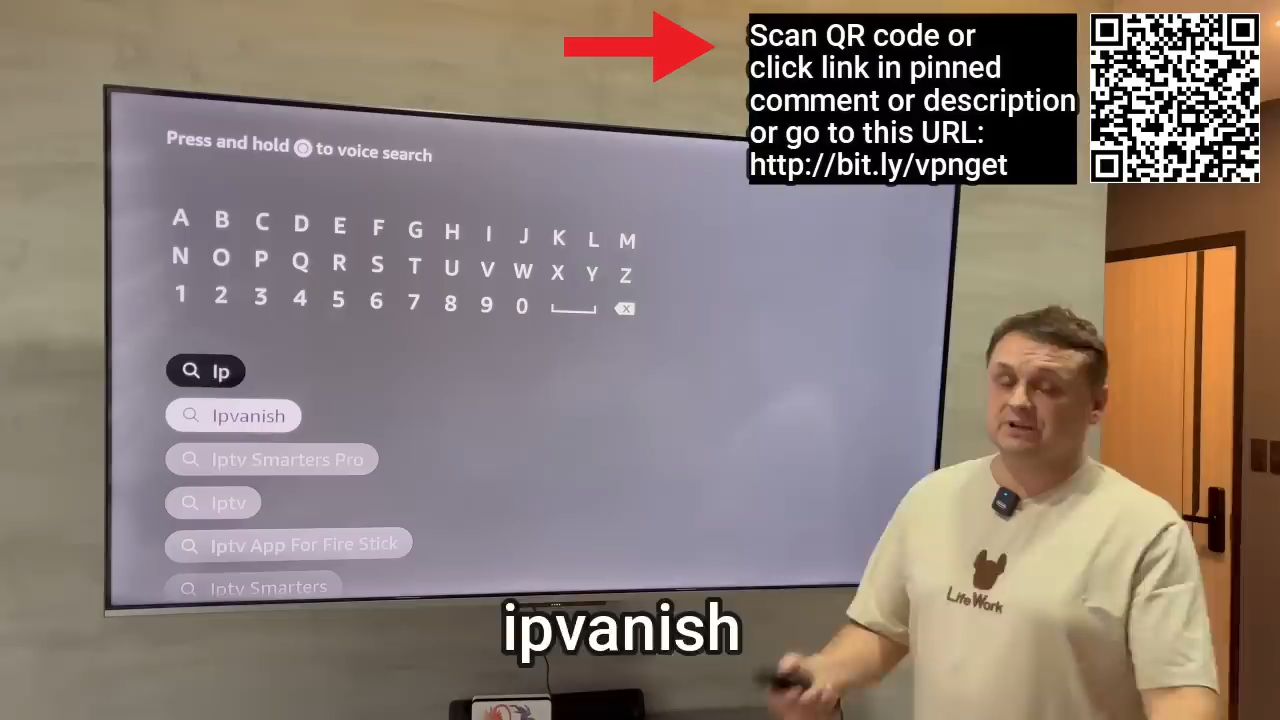 Scan QR code or
click link in pinned
comment or description
or go to this URL:
http://bit.ly/vpnget
Press and hold to voice search
A B C D E F G H I J K L M
N O P Q R S T U V W X Y Z
1 2 3 4 5 6 7 8 9 0
Ip
Ipvanish
Iptv Smarters Pro
Iptv
Iptv App For Fire Stick
Iptv Smarters
Life Work
ipvanish